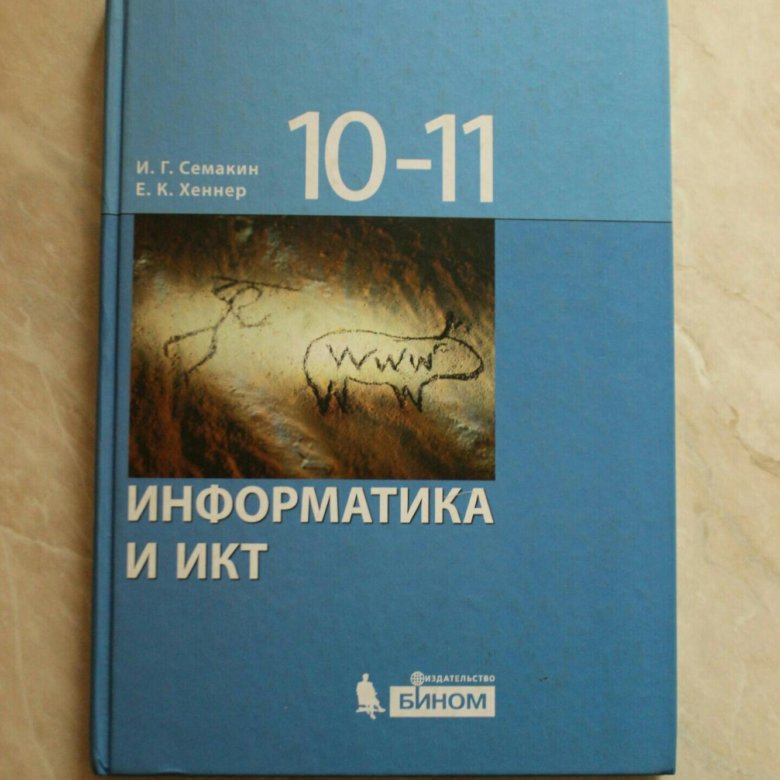 10-11
И. Г. Семакин
Е. К. Хеннер
WWW
W W
ИНФОРМАТИКА
И ИКТ
ИЗДАТЕЛЬСТВО
БИНОМ